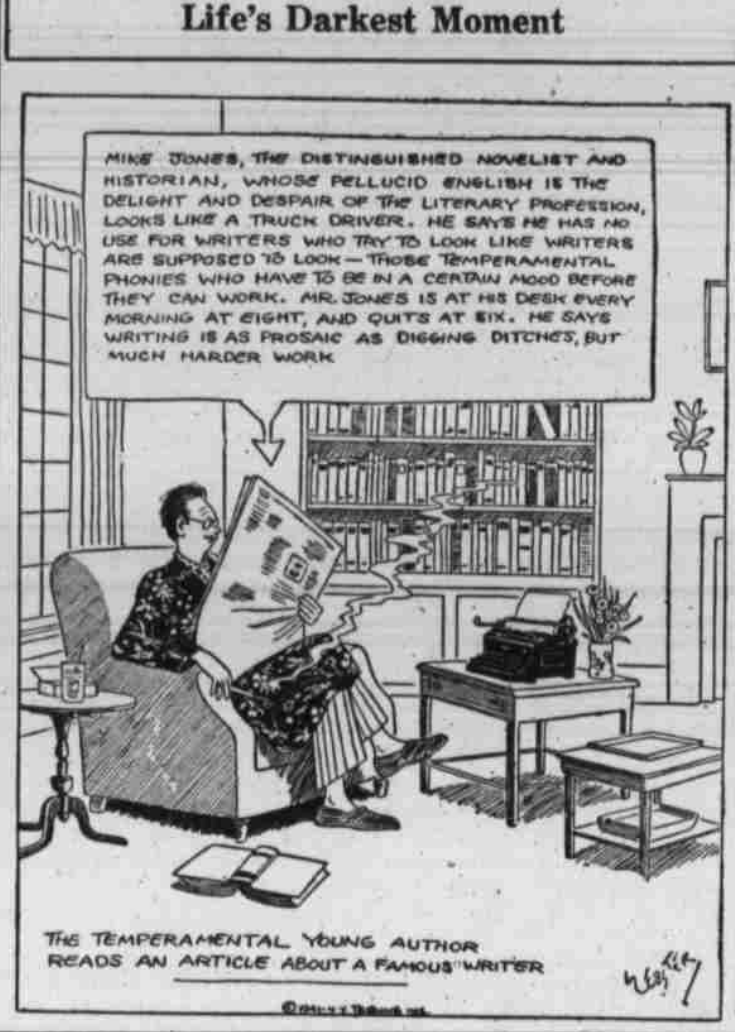 Life's Darkest Moment
MIKE JONES, THE DISTINGUISHED NOVELIST AND
HISTORIAN, WHOSE PELLUCID ENGLISH IS THE
DELIGHT AND DESPAIR OF THE LITERARY PROFESSION,
LOOKS LIKE A TRUCK DRIVER. HE SAYS HE HAS NO
USE FOR WRITERS WHO TRY TO LOOK LIKE WRITERS
ARE SUPPOSED TO LOOK — THOSE TEMPERAMENTAL
PHONIES WHO HAVE TO BE IN A CERTAIN MOOD BEFORE
THEY CAN WORK. MR. JONES IS AT HIS DESK EVERY
MORNING AT EIGHT, AND QUITS AT SIX. HE SAYS
WRITING IS AS PROSAIC AS DIGGING DITCHES, BUT
MUCH HARDER WORK
THE TEMPERAMENTAL YOUNG AUTHOR
READS AN ARTICLE ABOUT A FAMOUS WRITER
WEBSTER
© N.Y. TRIBUNE INC.